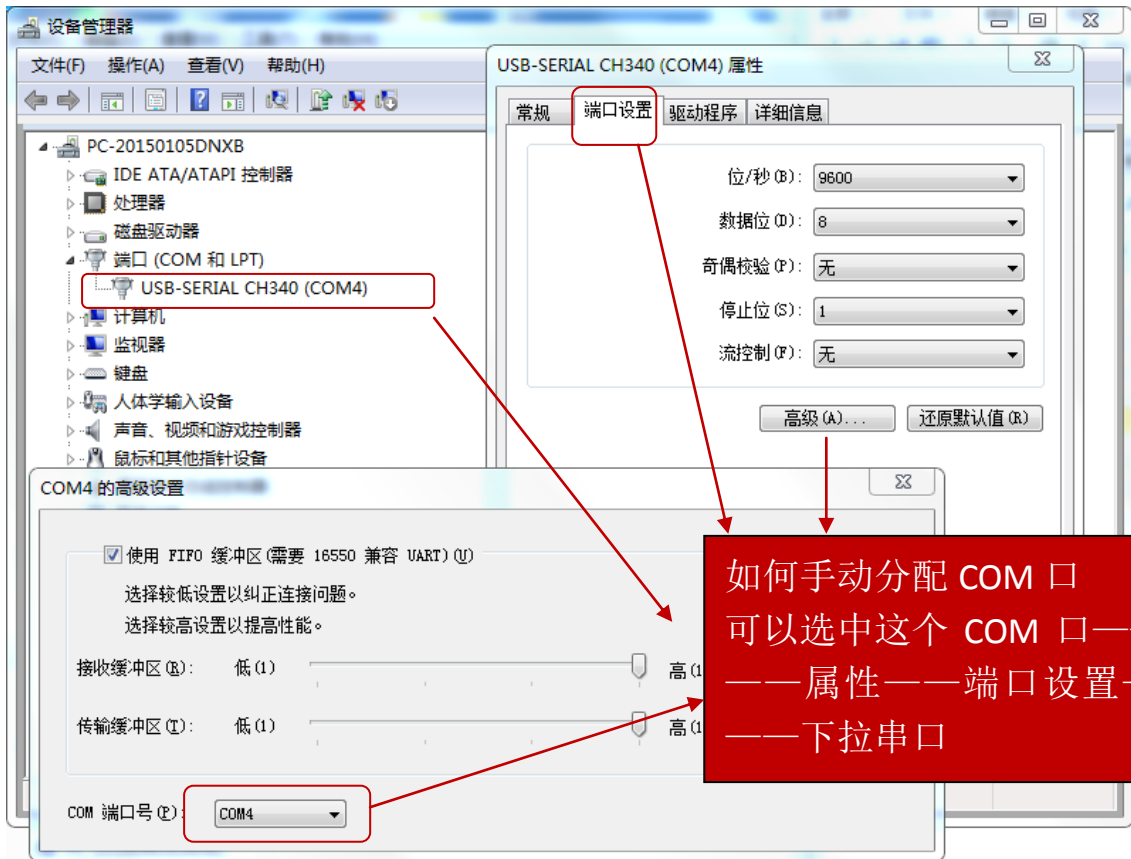 设备管理器
文件(F) 操作(A) 查看(V) 帮助(H)
PC-20150105DNXB
IDE ATA/ATAPI 控制器
处理器
磁盘驱动器
端口 (COM 和 LPT)
USB-SERIAL CH340 (COM4)
计算机
监视器
键盘
人体学输入设备
声音、视频和游戏控制器
鼠标和其他指针设备
USB-SERIAL CH340 (COM4) 属性
常规 端口设置 驱动程序 详细信息
位/秒(B): 9600
数据位(D): 8
奇偶校验(P): 无
停止位(S): 1
流控制(F): 无
高级(A)... 还原默认值(R)
COM4 的高级设置
使用 FIFO 缓冲区(需要 16550 兼容 UART)(U)
选择较低设置以纠正连接问题。
选择较高设置以提高性能。
接收缓冲区(R): 低(1) 高(1
传输缓冲区(T): 低(1) 高(1
COM 端口号(P): COM4
如何手动分配 COM 口
可以选中这个 COM 口—
——属性——端口设置-
——下拉串口